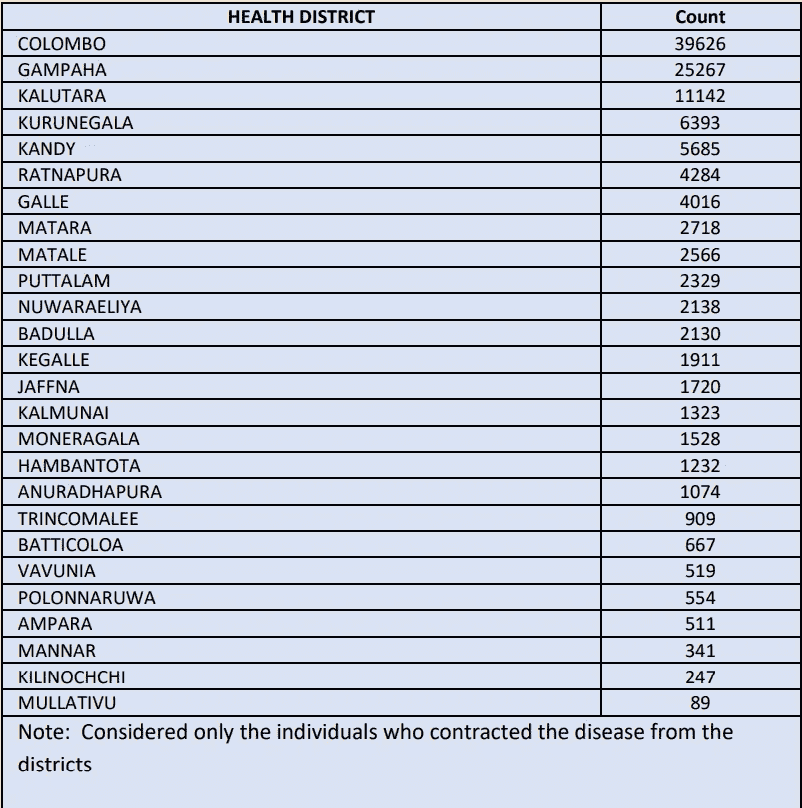 HEALTH DISTRICT Count
COLOMBO 39626
GAMPAHA 25267
KALUTARA 11142
KURUNEGALA 6393
KANDY 5685
RATNAPURA 4284
GALLE 4016
MATARA 2718
MATALE 2566
PUTTALAM 2329
NUWARAELIYA 2138
BADULLA 2130
KEGALLE 1911
JAFFNA 1720
KALMUNAI 1323
MONERAGALA 1528
HAMBANTOTA 1232
ANURADHAPURA 1074
TRINCOMALEE 909
BATTICOLOA 667
VAVUNIA 519
POLONNARUWA 554
AMPARA 511
MANNAR 341
KILINOCHCHI 247
MULLATIVU 89
Note: Considered only the individuals who contracted the disease from the
districts